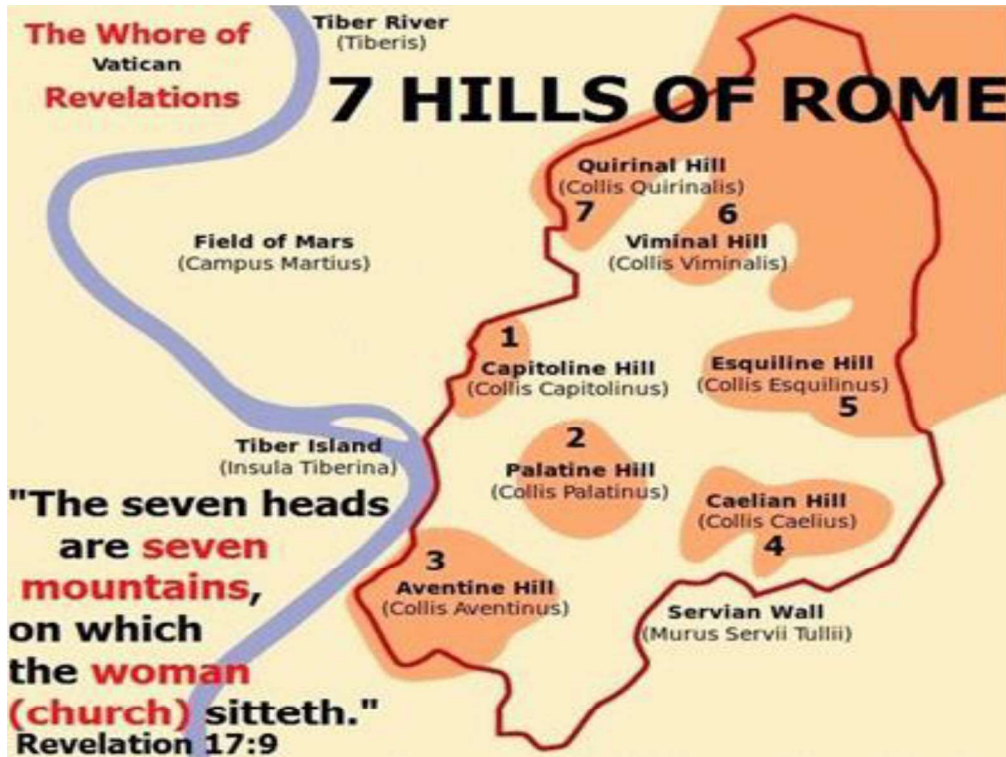 The Whore of
Vatican
Revelations
Tiber River
(Tiberis)
7 HILLS OF ROME
Quirinal Hill
(Collis Quirinalis)
7
6
Viminal Hill
(Collis Viminalis)
Field of Mars
(Campus Martius)
1
Capitoline Hill
(Collis Capitolinus)
Esquiline Hill
(Collis Esquilinus)
5
2
Palatine Hill
(Collis Palatinus)
Tiber Island
(Insula Tiberina)
Caelian Hill
(Collis Caelius)
4
3
Aventine Hill
(Collis Aventinus)
Servian Wall
(Murus Servii Tullii)
"The seven heads
are seven
mountains,
on which
the woman
(church) sitteth."
Revelation 17:9